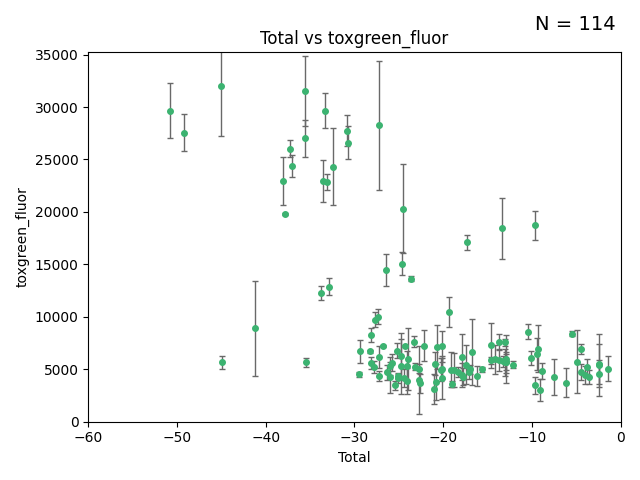 N = 114
Total vs toxgreen_fluor
35000
30000
25000
20000
15000
10000
5000
0
toxgreen_fluor
−60 −50 −40 −30 −20 −10 0
Total